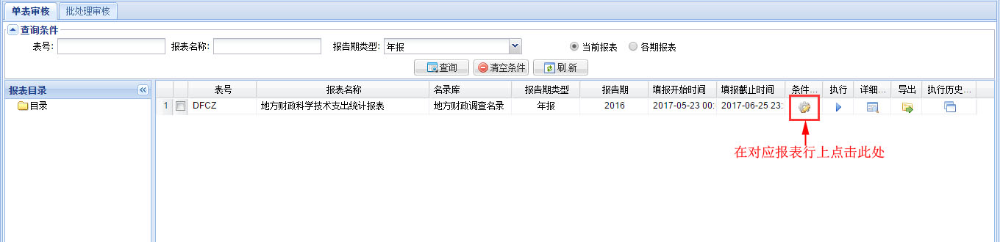 单表审核 批处理审核
查询条件
表号: 报表名称: 报告期类型: 年报 当前报表 各期报表
查询 清空条件 刷 新
报表目录 表号 报表名称 名录库 报告期类型 报告期 填报开始时间 填报截止时间 条件... 执行 详细... 导出 执行历史...
目录 1 DFCZ 地方财政科学技术支出统计报表 地方财政调查名录 年报 2016 2017-05-23 00: 2017-06-25 23:
在对应报表行上点击此处